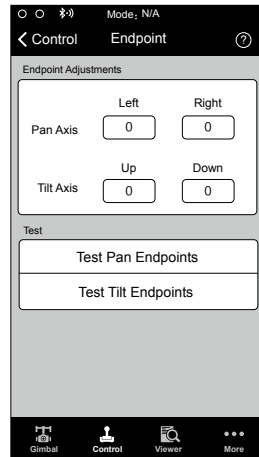 Mode: N/A
Control Endpoint ?
Endpoint Adjustments
Left Right
Pan Axis 0 0
Up Down
Tilt Axis 0 0
Test
Test Pan Endpoints
Test Tilt Endpoints
Gimbal Control Viewer More